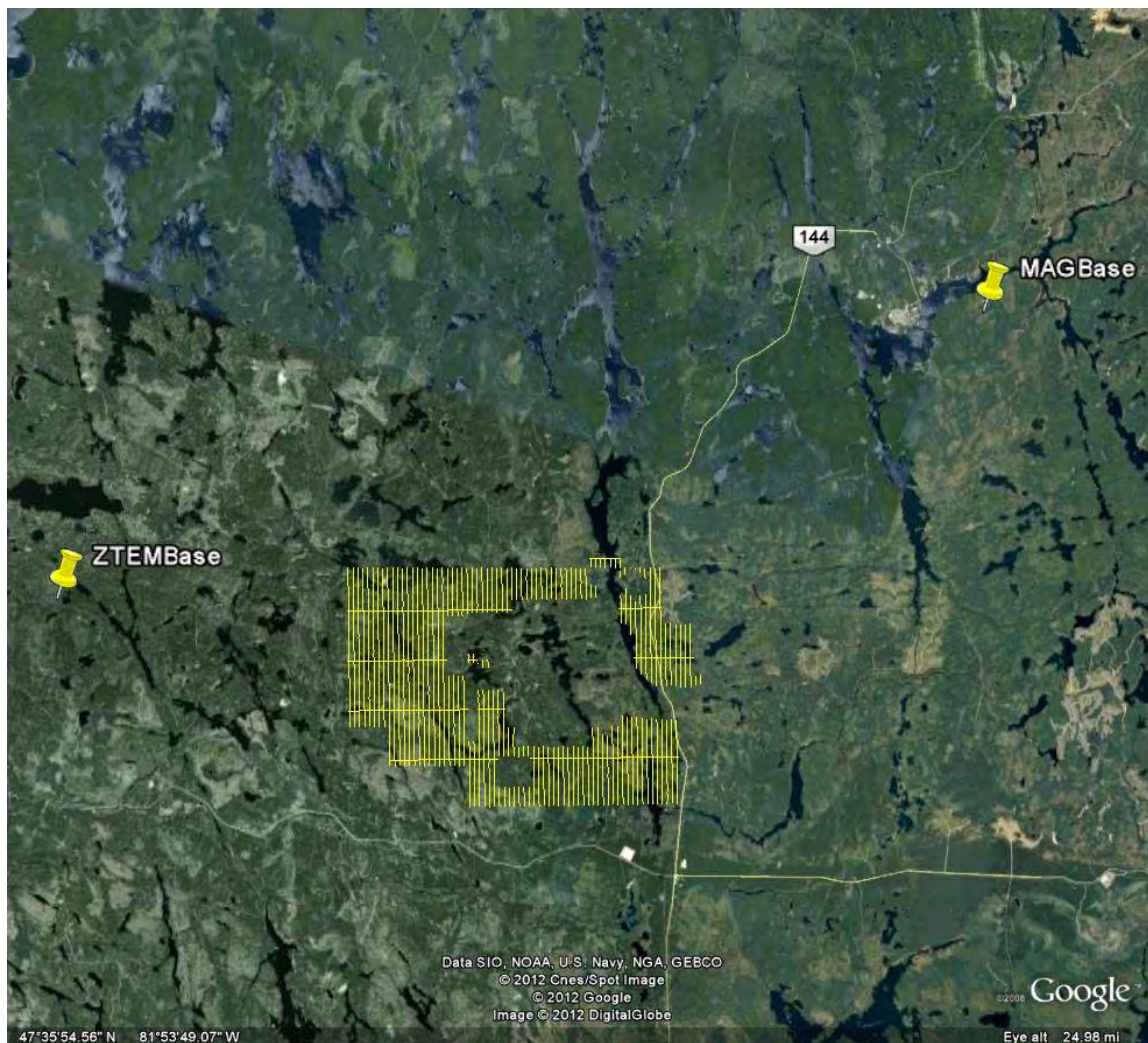 144
MAGBase
ZTEMBase
Data SIO, NOAA, U.S. Navy, NGA, GEBCO
© 2012 Cnes/Spot Image
© 2012 Google
Image © 2012 DigitalGlobe
©2008 Google
47°35'54.56" N 81°53'49.07" W
Eye alt 24.98 mi